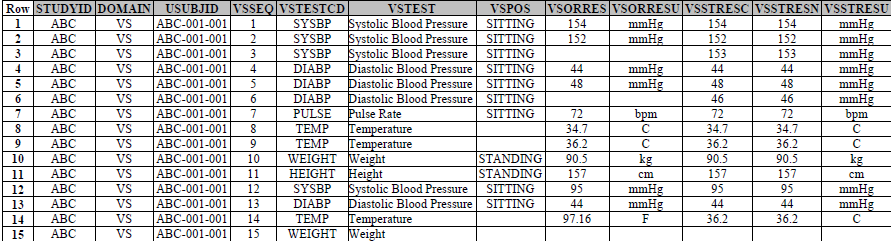 Row STUDYID DOMAIN USUBJID VSSEQ VSTESTCD VSTEST VSPOS VSORRES VSORRESU VSSTRESC VSSTRESN VSSTRESU
1 ABC VS ABC-001-001 1 SYSBP Systolic Blood Pressure SITTING 154 mmHg 154 154 mmHg
2 ABC VS ABC-001-001 2 SYSBP Systolic Blood Pressure SITTING 152 mmHg 152 152 mmHg
3 ABC VS ABC-001-001 3 SYSBP Systolic Blood Pressure SITTING 153 153 mmHg
4 ABC VS ABC-001-001 4 DIABP Diastolic Blood Pressure SITTING 44 mmHg 44 44 mmHg
5 ABC VS ABC-001-001 5 DIABP Diastolic Blood Pressure SITTING 48 mmHg 48 48 mmHg
6 ABC VS ABC-001-001 6 DIABP Diastolic Blood Pressure SITTING 46 46 mmHg
7 ABC VS ABC-001-001 7 PULSE Pulse Rate SITTING 72 bpm 72 72 bpm
8 ABC VS ABC-001-001 8 TEMP Temperature 34.7 C 34.7 34.7 C
9 ABC VS ABC-001-001 9 TEMP Temperature 36.2 C 36.2 36.2 C
10 ABC VS ABC-001-001 10 WEIGHT Weight STANDING 90.5 kg 90.5 90.5 kg
11 ABC VS ABC-001-001 11 HEIGHT Height STANDING 157 cm 157 157 cm
12 ABC VS ABC-001-001 12 SYSBP Systolic Blood Pressure SITTING 95 mmHg 95 95 mmHg
13 ABC VS ABC-001-001 13 DIABP Diastolic Blood Pressure SITTING 44 mmHg 44 44 mmHg
14 ABC VS ABC-001-001 14 TEMP Temperature 97.16 F 36.2 36.2 C
15 ABC VS ABC-001-001 15 WEIGHT Weight